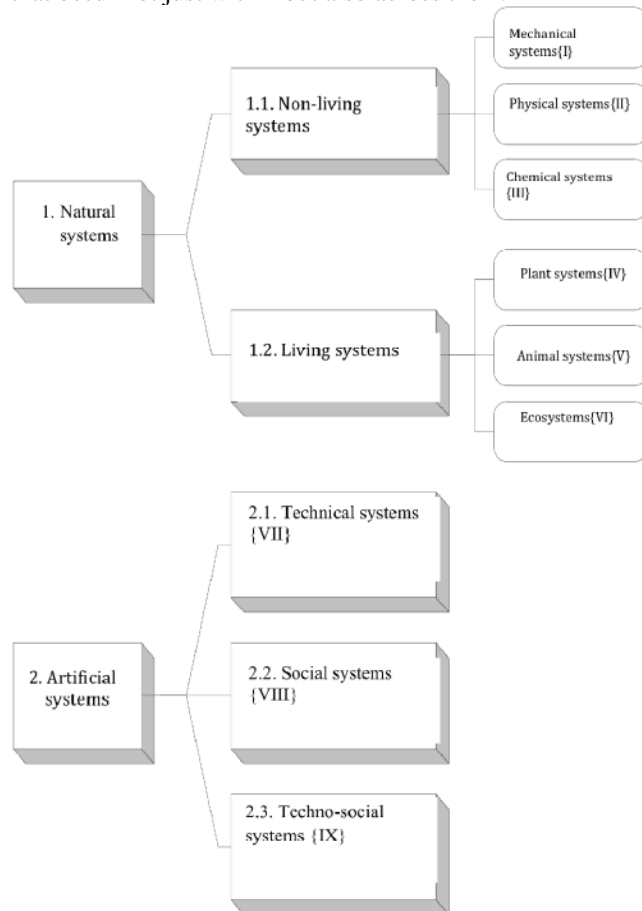 Mechanical
systems{I}
1.1. Non-living
systems
Physical systems{II}
Chemical systems
{III}
1. Natural
systems
Plant systems{IV}
1.2. Living systems
Animal systems{V}
Ecosystems{VI}
2.1. Technical systems
{VII}
2. Artificial
systems
2.2. Social systems
{VIII}
2.3. Techno-social
systems {IX}